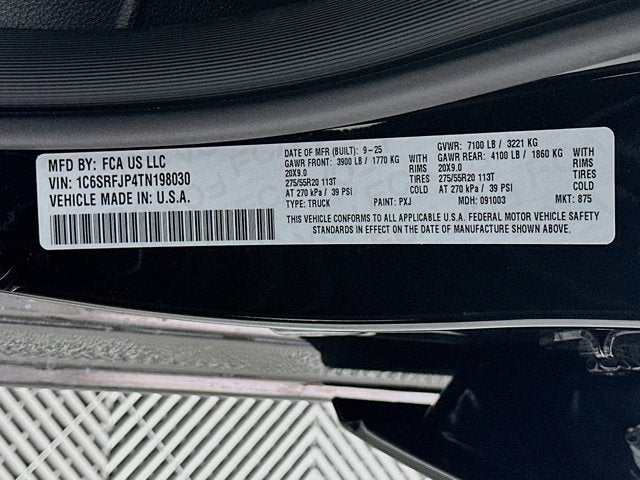 MFD BY: FCA US LLC
VIN: 1C6SRFJP4TN198030
VEHICLE MADE IN: U.S.A.
DATE OF MFR (BUILT): 9-25
GAWR FRONT: 3900 LB / 1770 KG WITH
20X9.0 RIMS
275/55R20 113T TIRES
AT 270 kPa / 39 PSI
TYPE: TRUCK PAINT: PXJ
GVWR: 7100 LB / 3221 KG
GAWR REAR: 4100 LB / 1860 KG WITH
20X9.0 RIMS
275/55R20 113T TIRES
AT 270 kPa / 39 PSI
MDH: 091003 MKT: 875
THIS VEHICLE CONFORMS TO ALL APPLICABLE U.S.A. FEDERAL MOTOR VEHICLE SAFETY
STANDARDS IN EFFECT ON THE DATE OF MANUFACTURE SHOWN ABOVE.